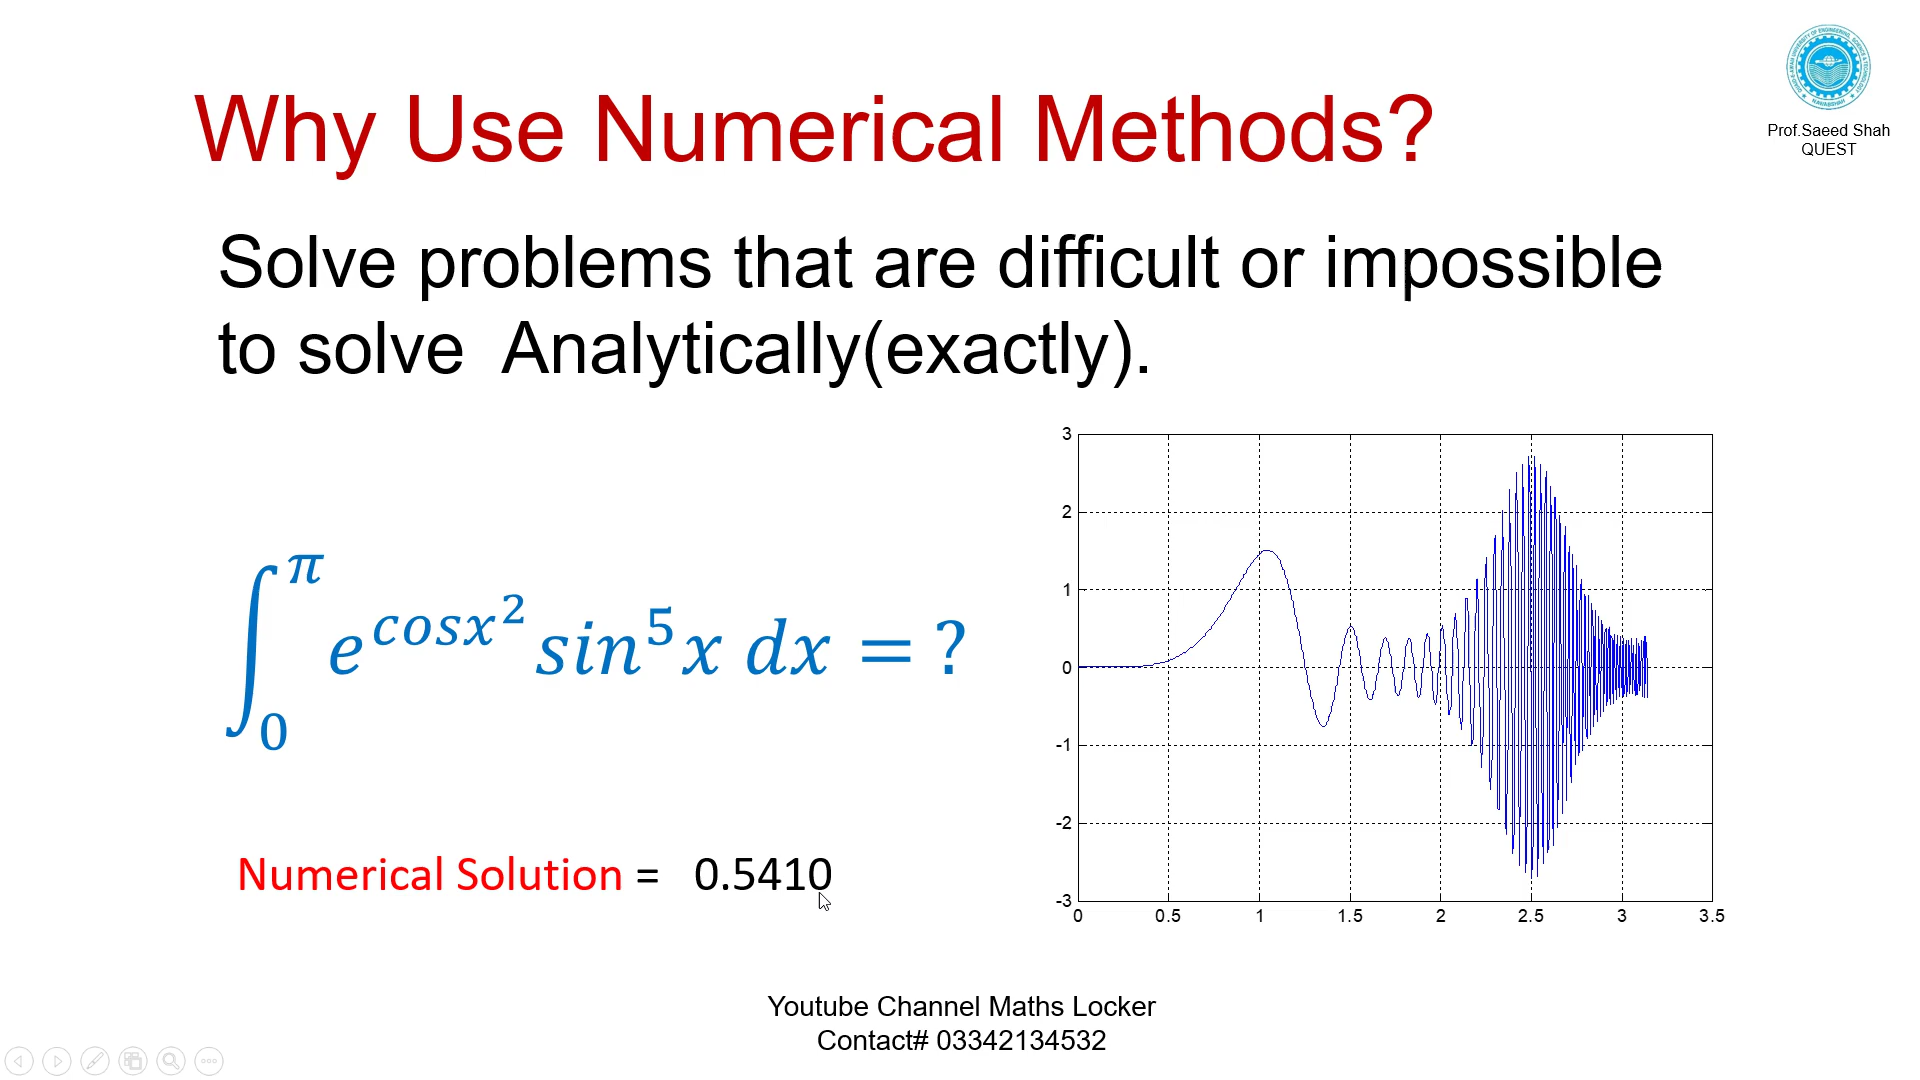 Why Use Numerical Methods?
Prof.Saeed Shah
QUEST
Solve problems that are difficult or impossible
to solve Analytically(exactly).
∫₀^π e^{cosx²} sin⁵x dx = ?
Numerical Solution = 0.5410
3
2
1
0
-1
-2
-3
0 0.5 1 1.5 2 2.5 3 3.5
Youtube Channel Maths Locker
Contact# 03342134532